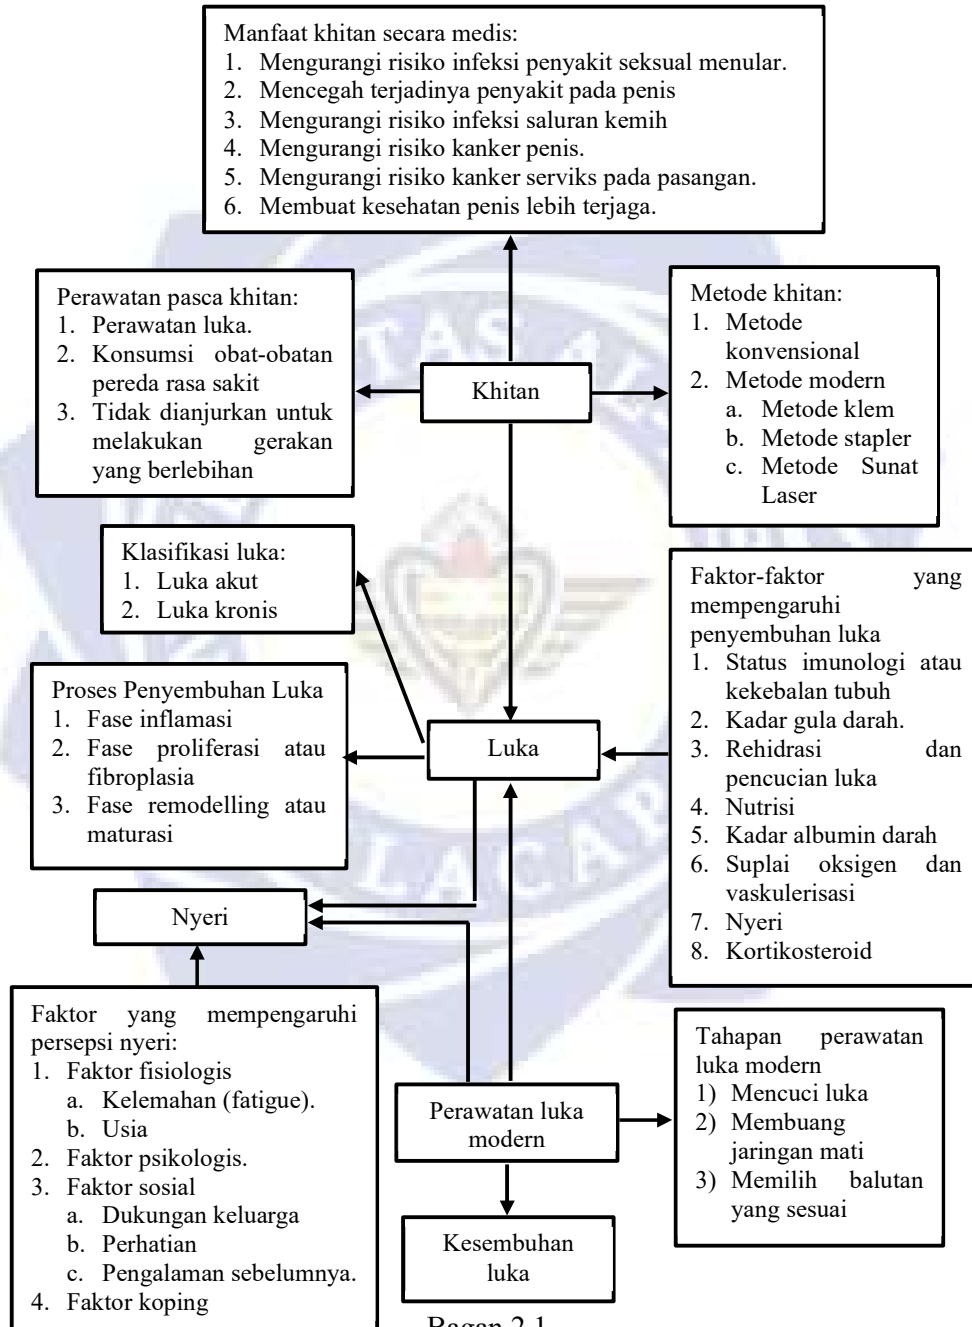 Manfaat khitan secara medis:
1. Mengurangi risiko infeksi penyakit seksual menular.
2. Mencegah terjadinya penyakit pada penis
3. Mengurangi risiko infeksi saluran kemih
4. Mengurangi risiko kanker penis.
5. Mengurangi risiko kanker serviks pada pasangan.
6. Membuat kesehatan penis lebih terjaga.
Perawatan pasca khitan:
1. Perawatan luka.
2. Konsumsi obat-obatan
pereda rasa sakit
3. Tidak dianjurkan untuk
melakukan gerakan
yang berlebihan
Khitan
Metode khitan:
1. Metode
konvensional
2. Metode modern
a. Metode klem
b. Metode stapler
c. Metode Sunat
Laser
Klasifikasi luka:
1. Luka akut
2. Luka kronis
Proses Penyembuhan Luka
1. Fase inflamasi
2. Fase proliferasi atau
fibroplasia
3. Fase remodelling atau
maturasi
Luka
Faktor-faktor yang
mempengaruhi
penyembuhan luka
1. Status imunologi atau
kekebalan tubuh
2. Kadar gula darah.
3. Rehidrasi dan
pencucian luka
4. Nutrisi
5. Kadar albumin darah
6. Suplai oksigen dan
vaskulerisasi
7. Nyeri
8. Kortikosteroid
Nyeri
Faktor yang mempengaruhi
persepsi nyeri:
1. Faktor fisiologis
a. Kelemahan (fatigue).
b. Usia
2. Faktor psikologis.
3. Faktor sosial
a. Dukungan keluarga
b. Perhatian
c. Pengalaman sebelumnya.
4. Faktor koping
Perawatan luka
modern
Tahapan perawatan
luka modern
1) Mencuci luka
2) Membuang
jaringan mati
3) Memilih balutan
yang sesuai
Kesembuhan
luka
Bagan 2.1